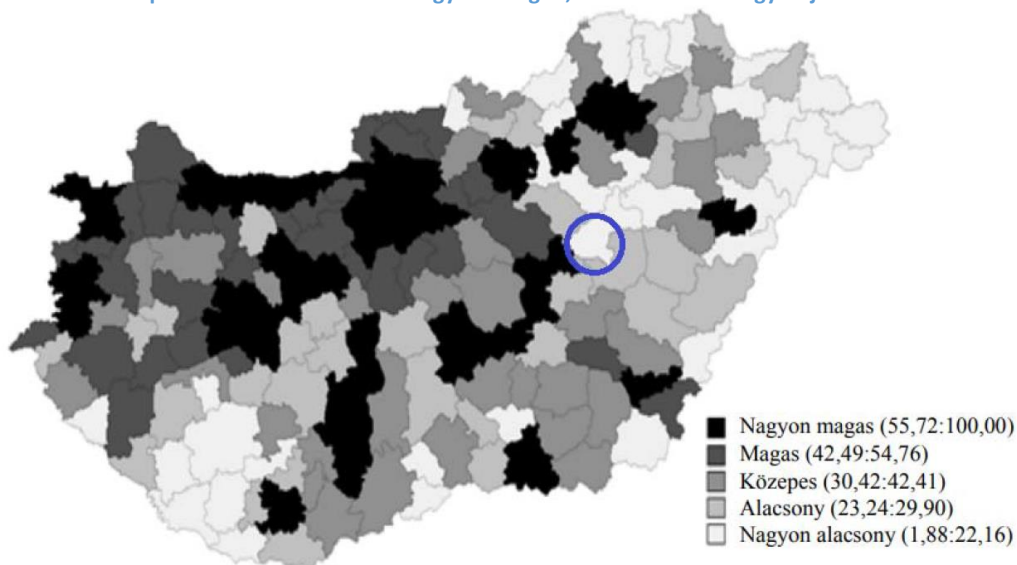 Nagyon magas (55,72:100,00)
Magas (42,49:54,76)
Közepes (30,42:42,41)
Alacsony (23,24:29,90)
Nagyon alacsony (1,88:22,16)